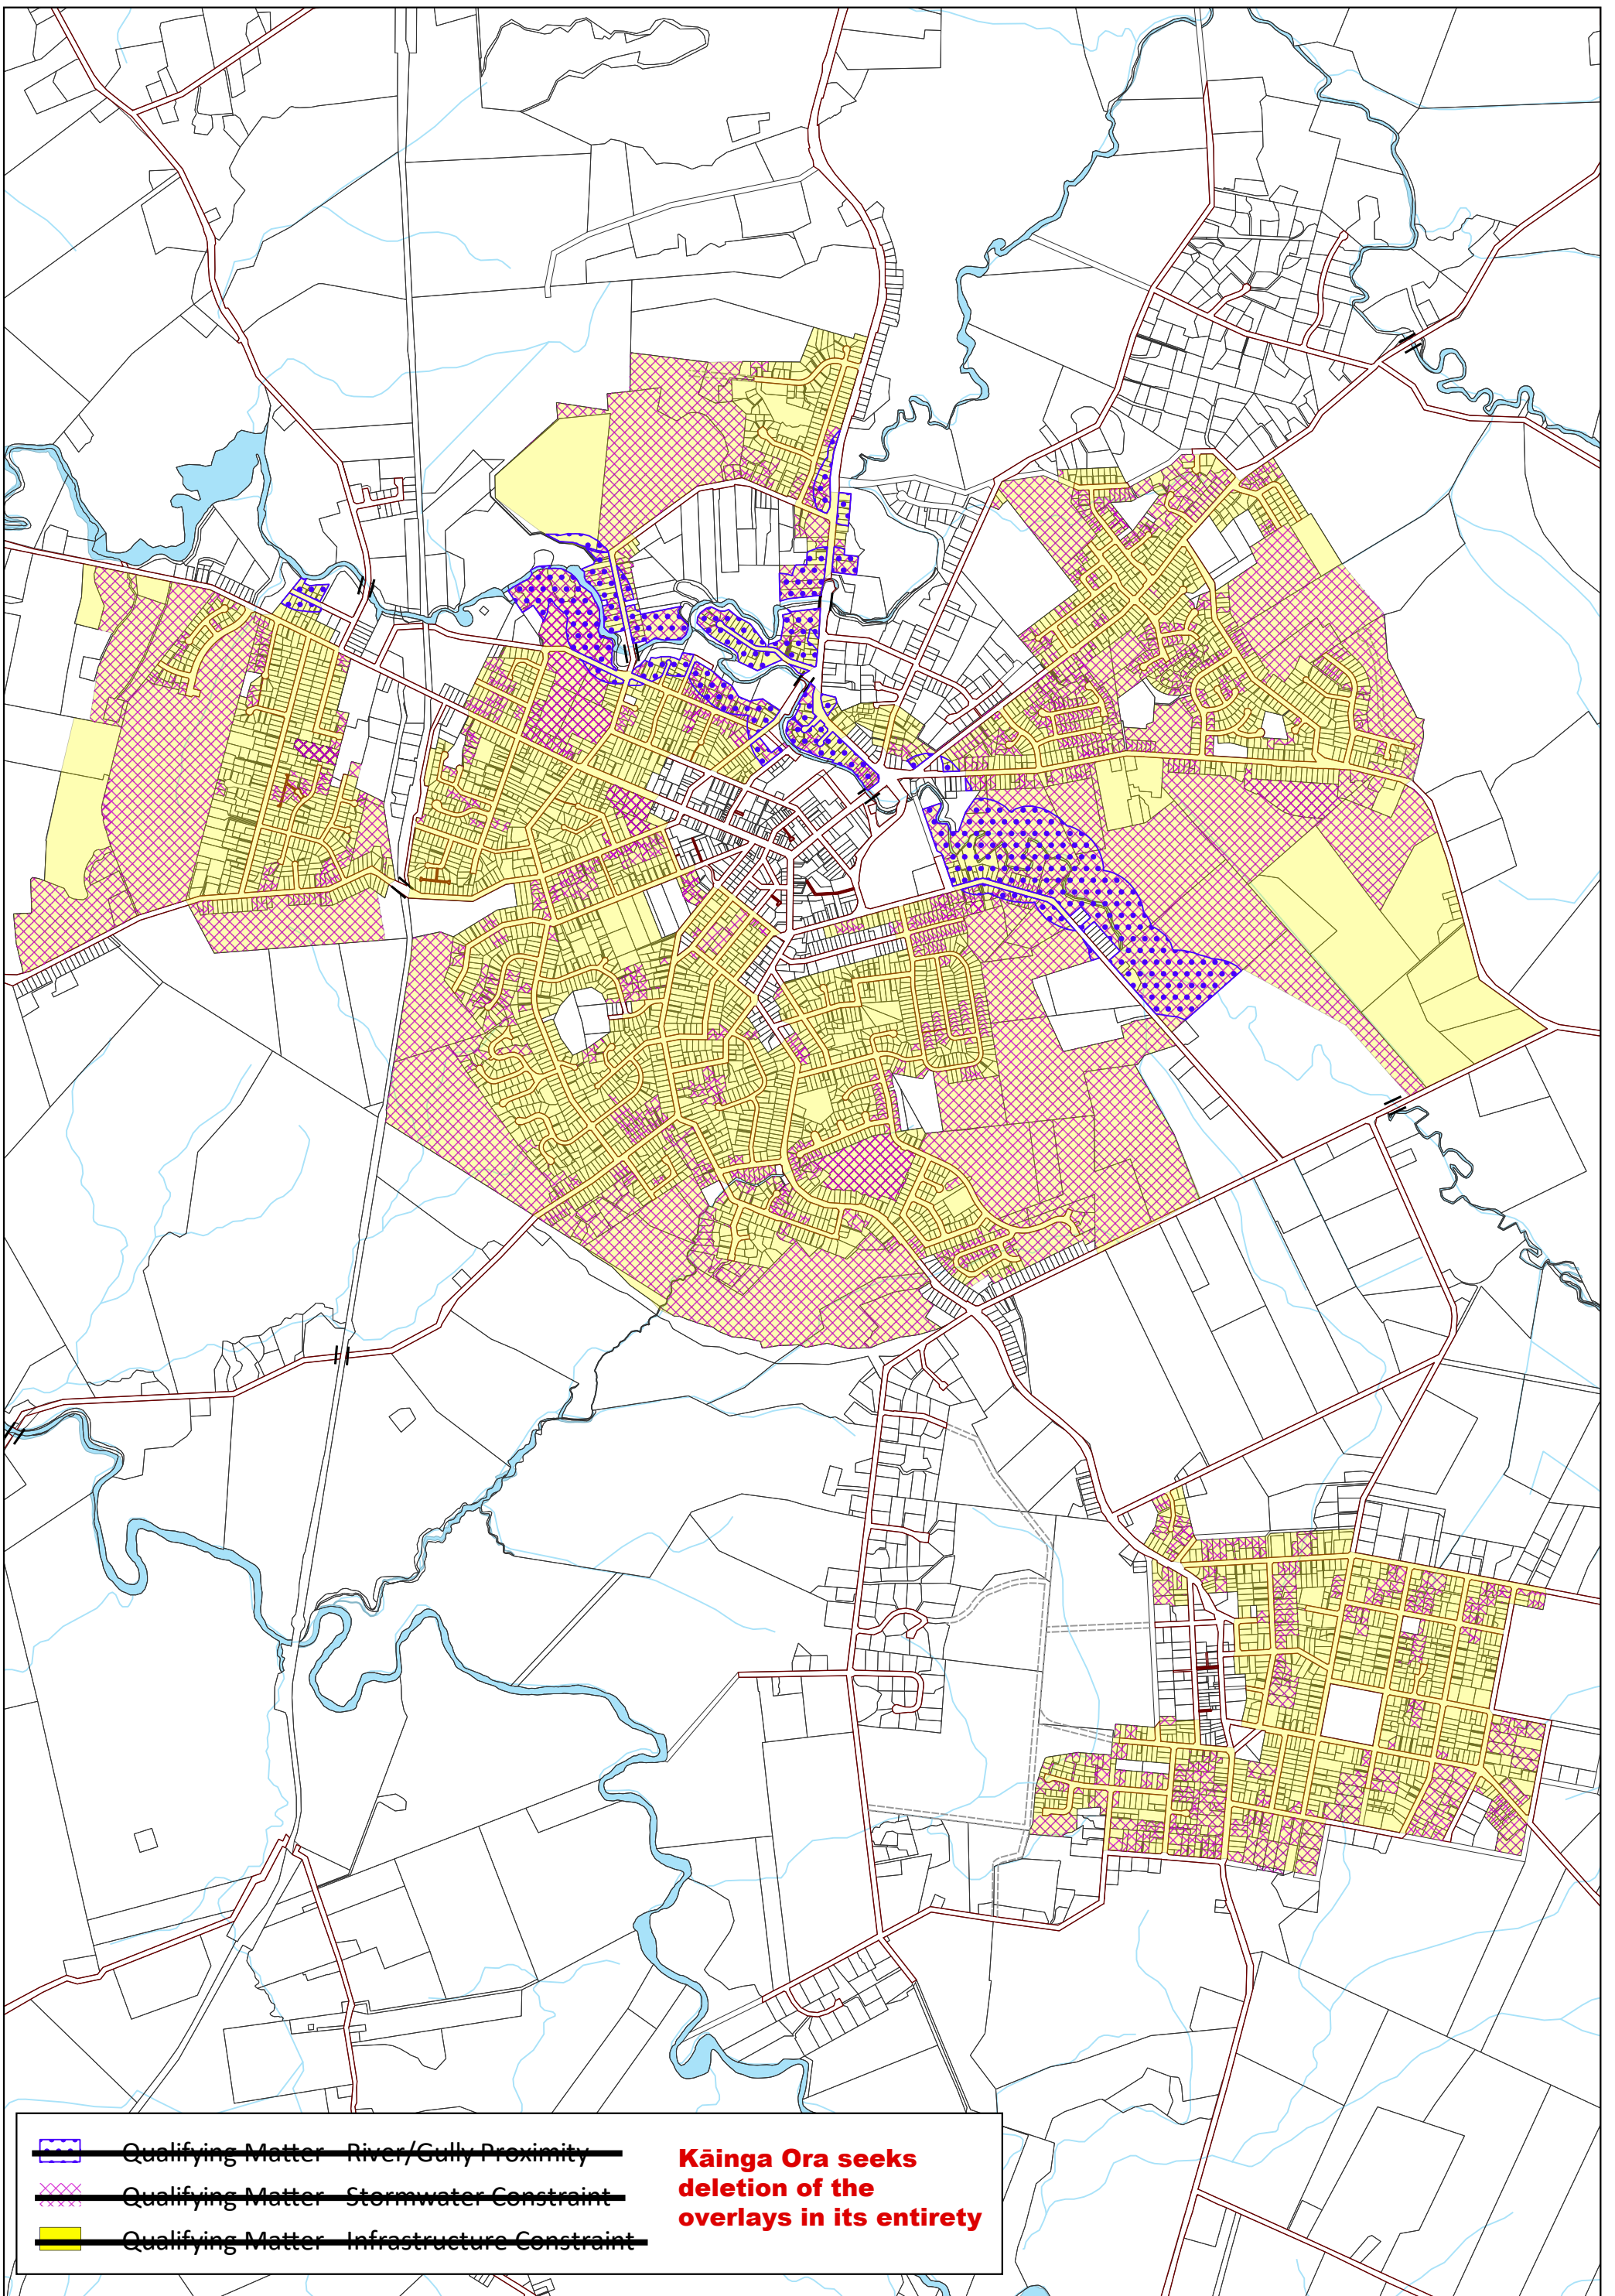 Qualifying Matter - River/Gully Proximity
Qualifying Matter - Stormwater Constraint
Qualifying Matter - Infrastructure Constraint
Kāinga Ora seeks
deletion of the
overlays in its entirety